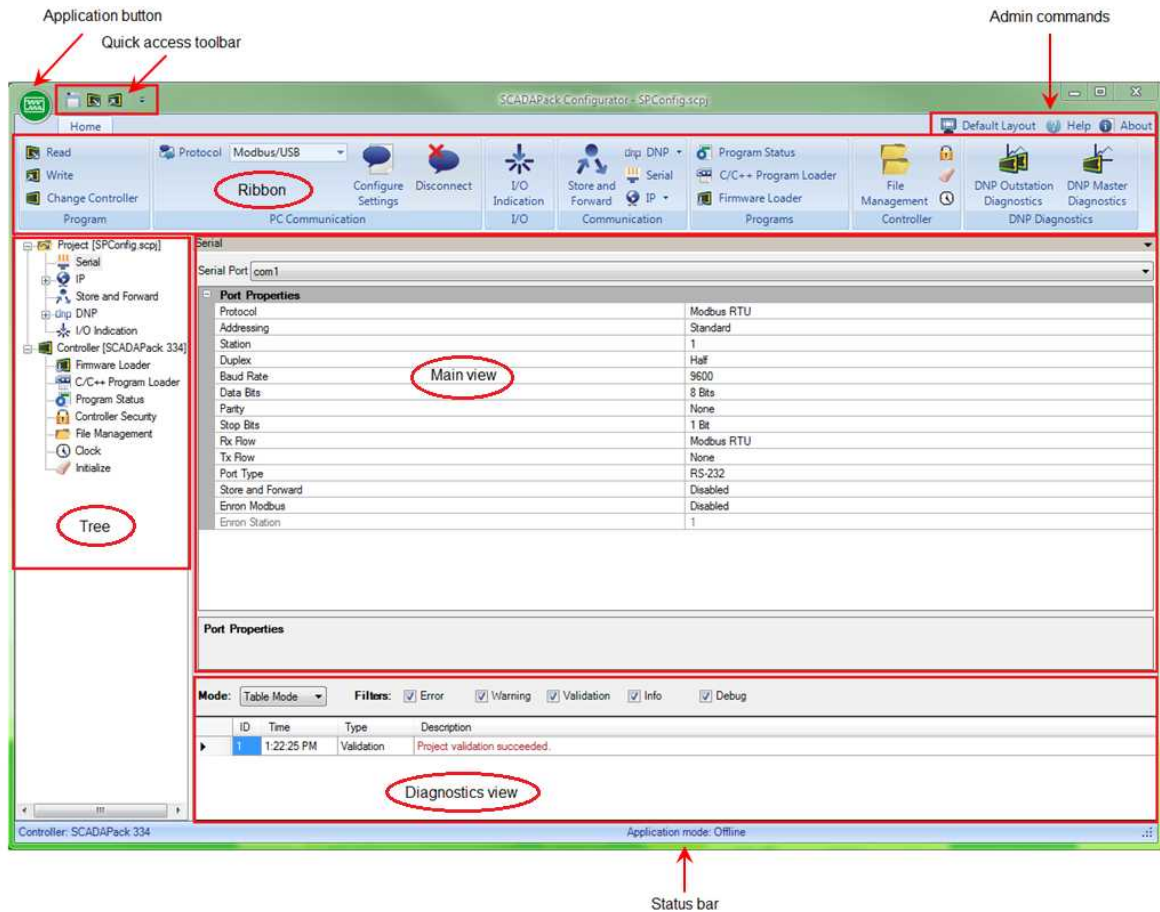 Application button
Admin commands
Quick access toolbar
SCADAPack Configurator - SPConfig.scpj
Home
Default Layout Help About
Read
Write
Change Controller
Program
Protocol Modbus/USB
Ribbon
Configure Settings
Disconnect
PC Communication
I/O Indication
I/O
Store and Forward
dnp DNP
Serial
IP
Communication
Program Status
C/C++ Program Loader
Firmware Loader
Programs
File Management
Controller
DNP Outstation Diagnostics
DNP Master Diagnostics
DNP Diagnostics
Project [SPConfig.scpj]
Serial
IP
Store and Forward
dnp DNP
I/O Indication
Controller [SCADAPack 334]
Firmware Loader
C/C++ Program Loader
Program Status
Controller Security
File Management
Clock
Initialize
Tree
Serial
Serial Port com1
Port Properties
Protocol Modbus RTU
Addressing Standard
Station 1
Duplex Half
Baud Rate 9600
Data Bits 8 Bits
Parity None
Stop Bits 1 Bit
Rx Flow Modbus RTU
Tx Flow None
Port Type RS-232
Store and Forward Disabled
Enron Modbus Disabled
Enron Station 1
Main view
Port Properties
Mode: Table Mode Filters: Error Warning Validation Info Debug
ID Time Type Description
1 1:22:25 PM Validation Project validation succeeded.
Diagnostics view
Controller: SCADAPack 334 Application mode: Offline
Status bar